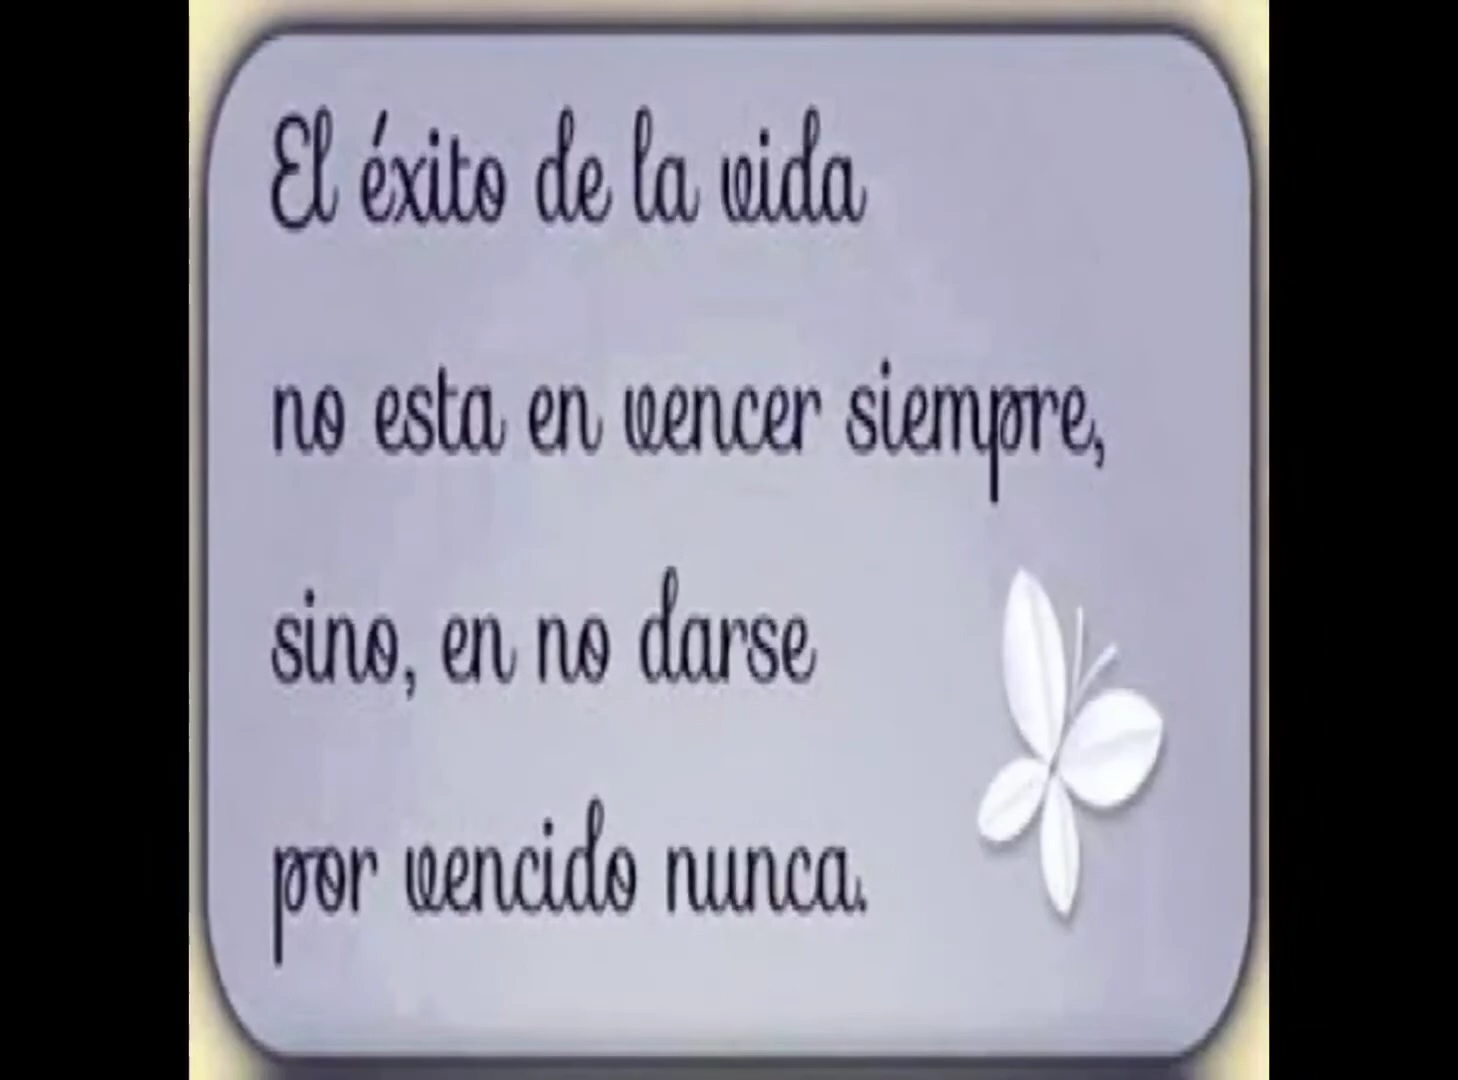 El éxito de la vida
no esta en vencer siempre,
sino, en no darse
por vencido nunca.